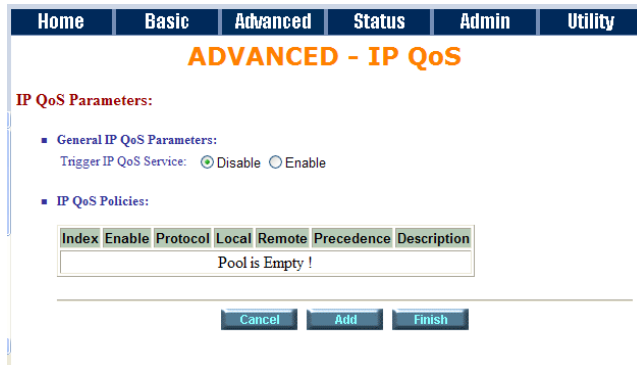 Home Basic Advanced Status Admin Utility
ADVANCED - IP QoS
IP QoS Parameters:
General IP QoS Parameters:
Trigger IP QoS Service: Disable Enable
IP QoS Policies:
Index Enable Protocol Local Remote Precedence Description
Pool is Empty !
Cancel Add Finish